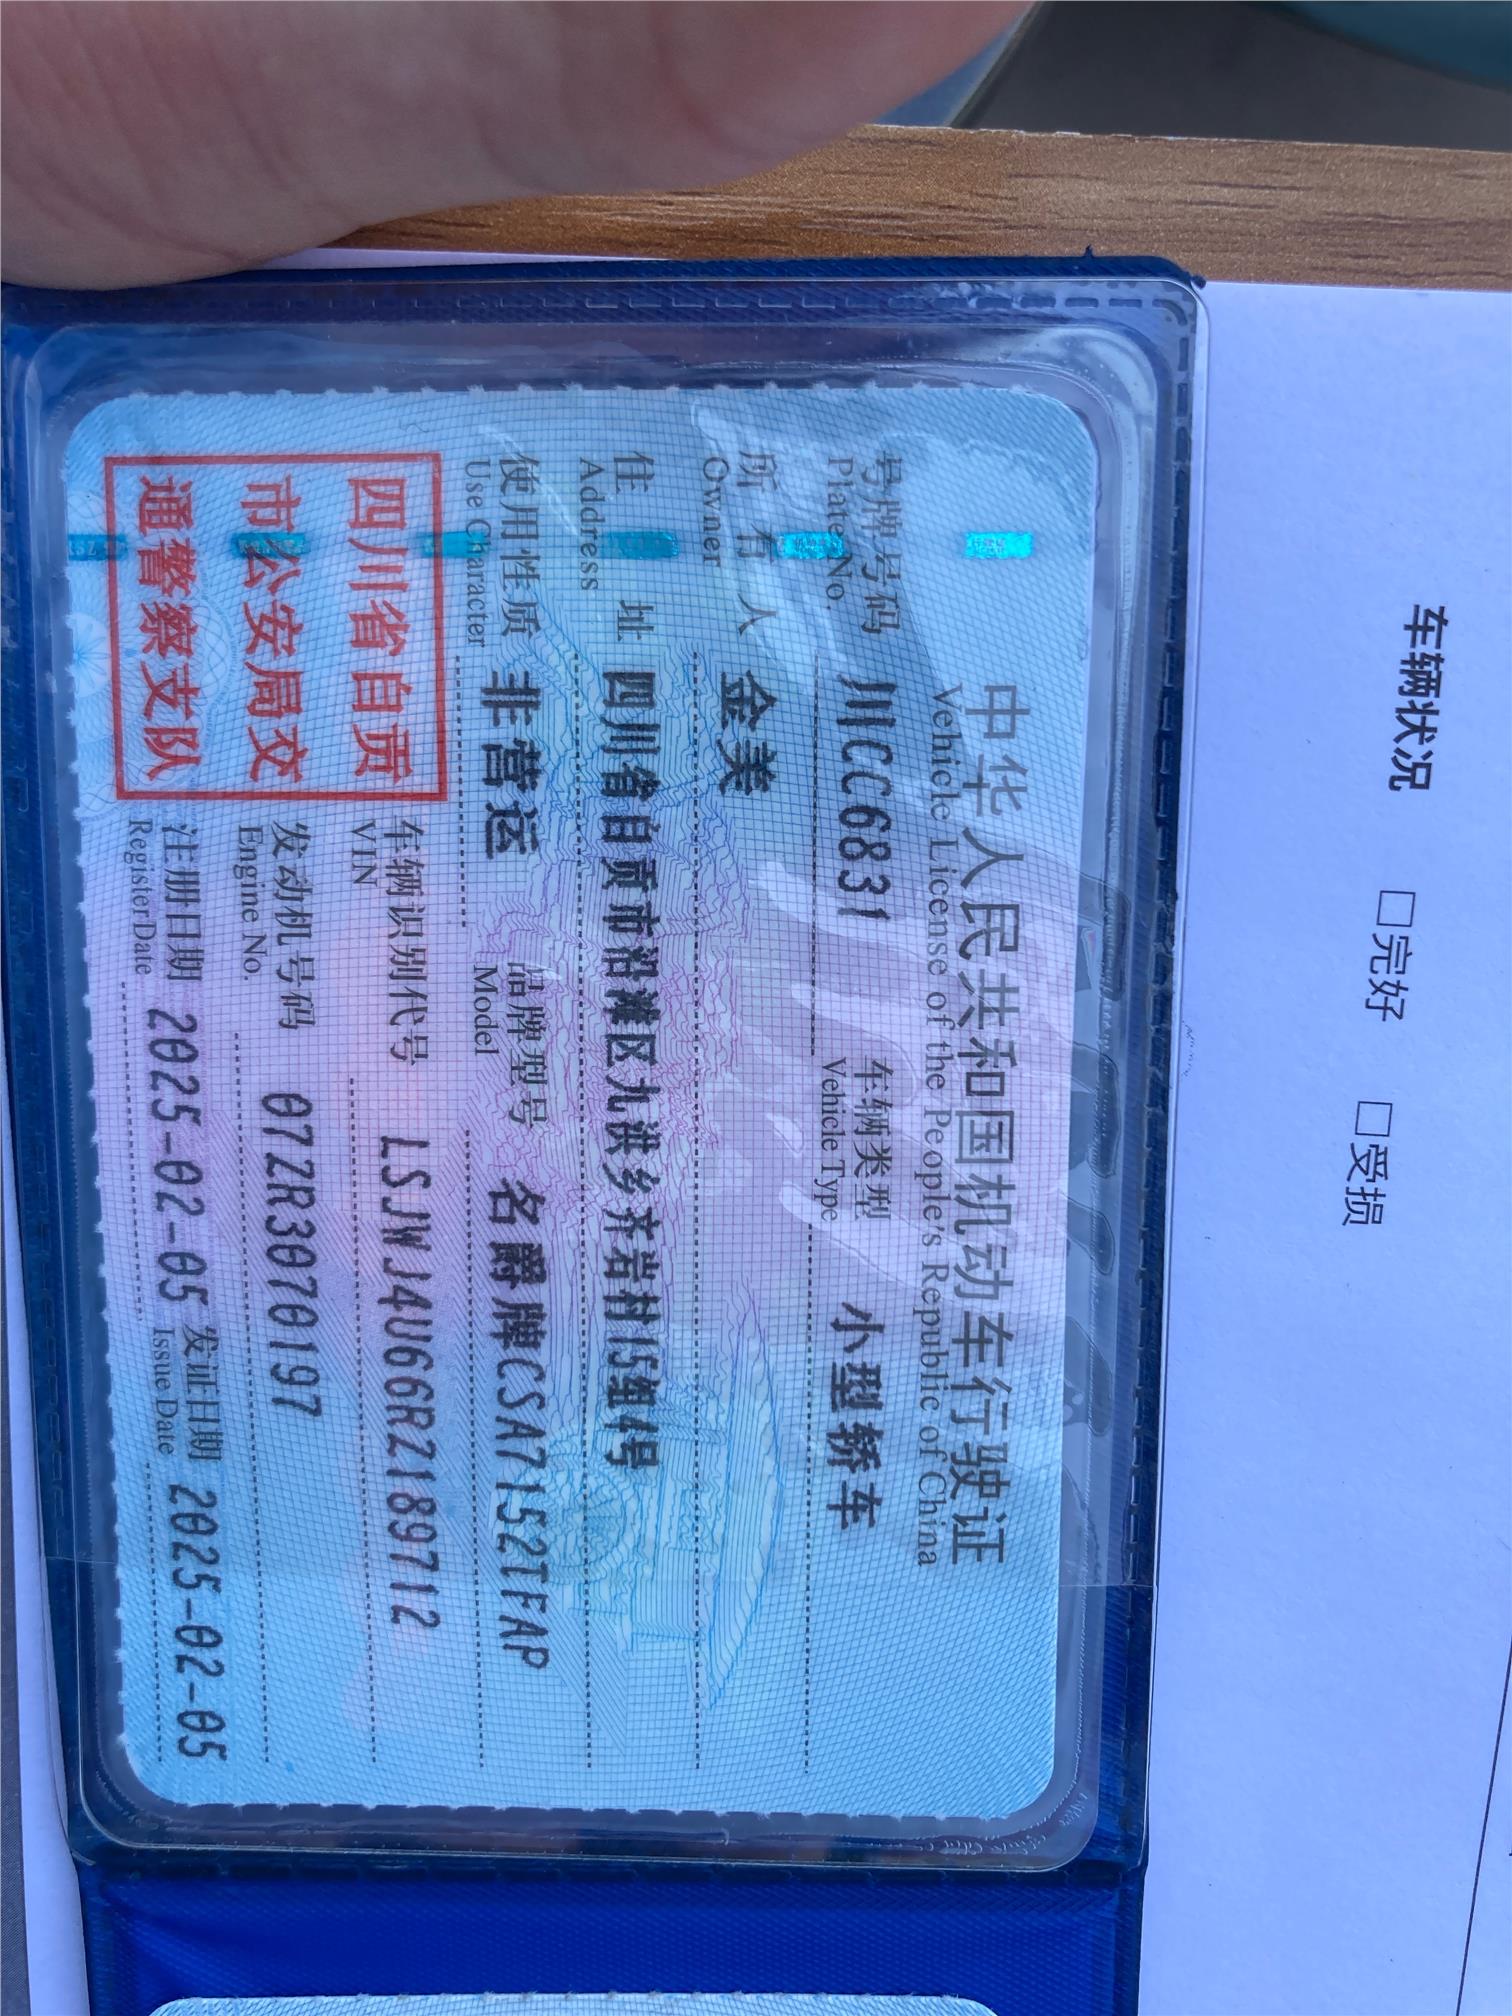 中华人民共和国机动车行驶证
Vehicle License of the People's Republic of China
号牌号码 川CC6831 车辆类型 小型轿车
Plate No. Vehicle Type
所有人 金美
Owner
住址 四川省自贡市沿滩区九洪乡齐岩村15组4号
Address
使用性质 非营运 品牌型号 名爵牌CSA7152TFAP
Use Character Model
四川省自贡
市公安局交
通警察支队
车辆识别代号 LSJWJ4U66RZ189712
VIN
发动机号码 07ZR3070197
Engine No.
注册日期 2025-02-05 发证日期 2025-02-05
Register Date Issue Date
车辆状况 □完好 □受损